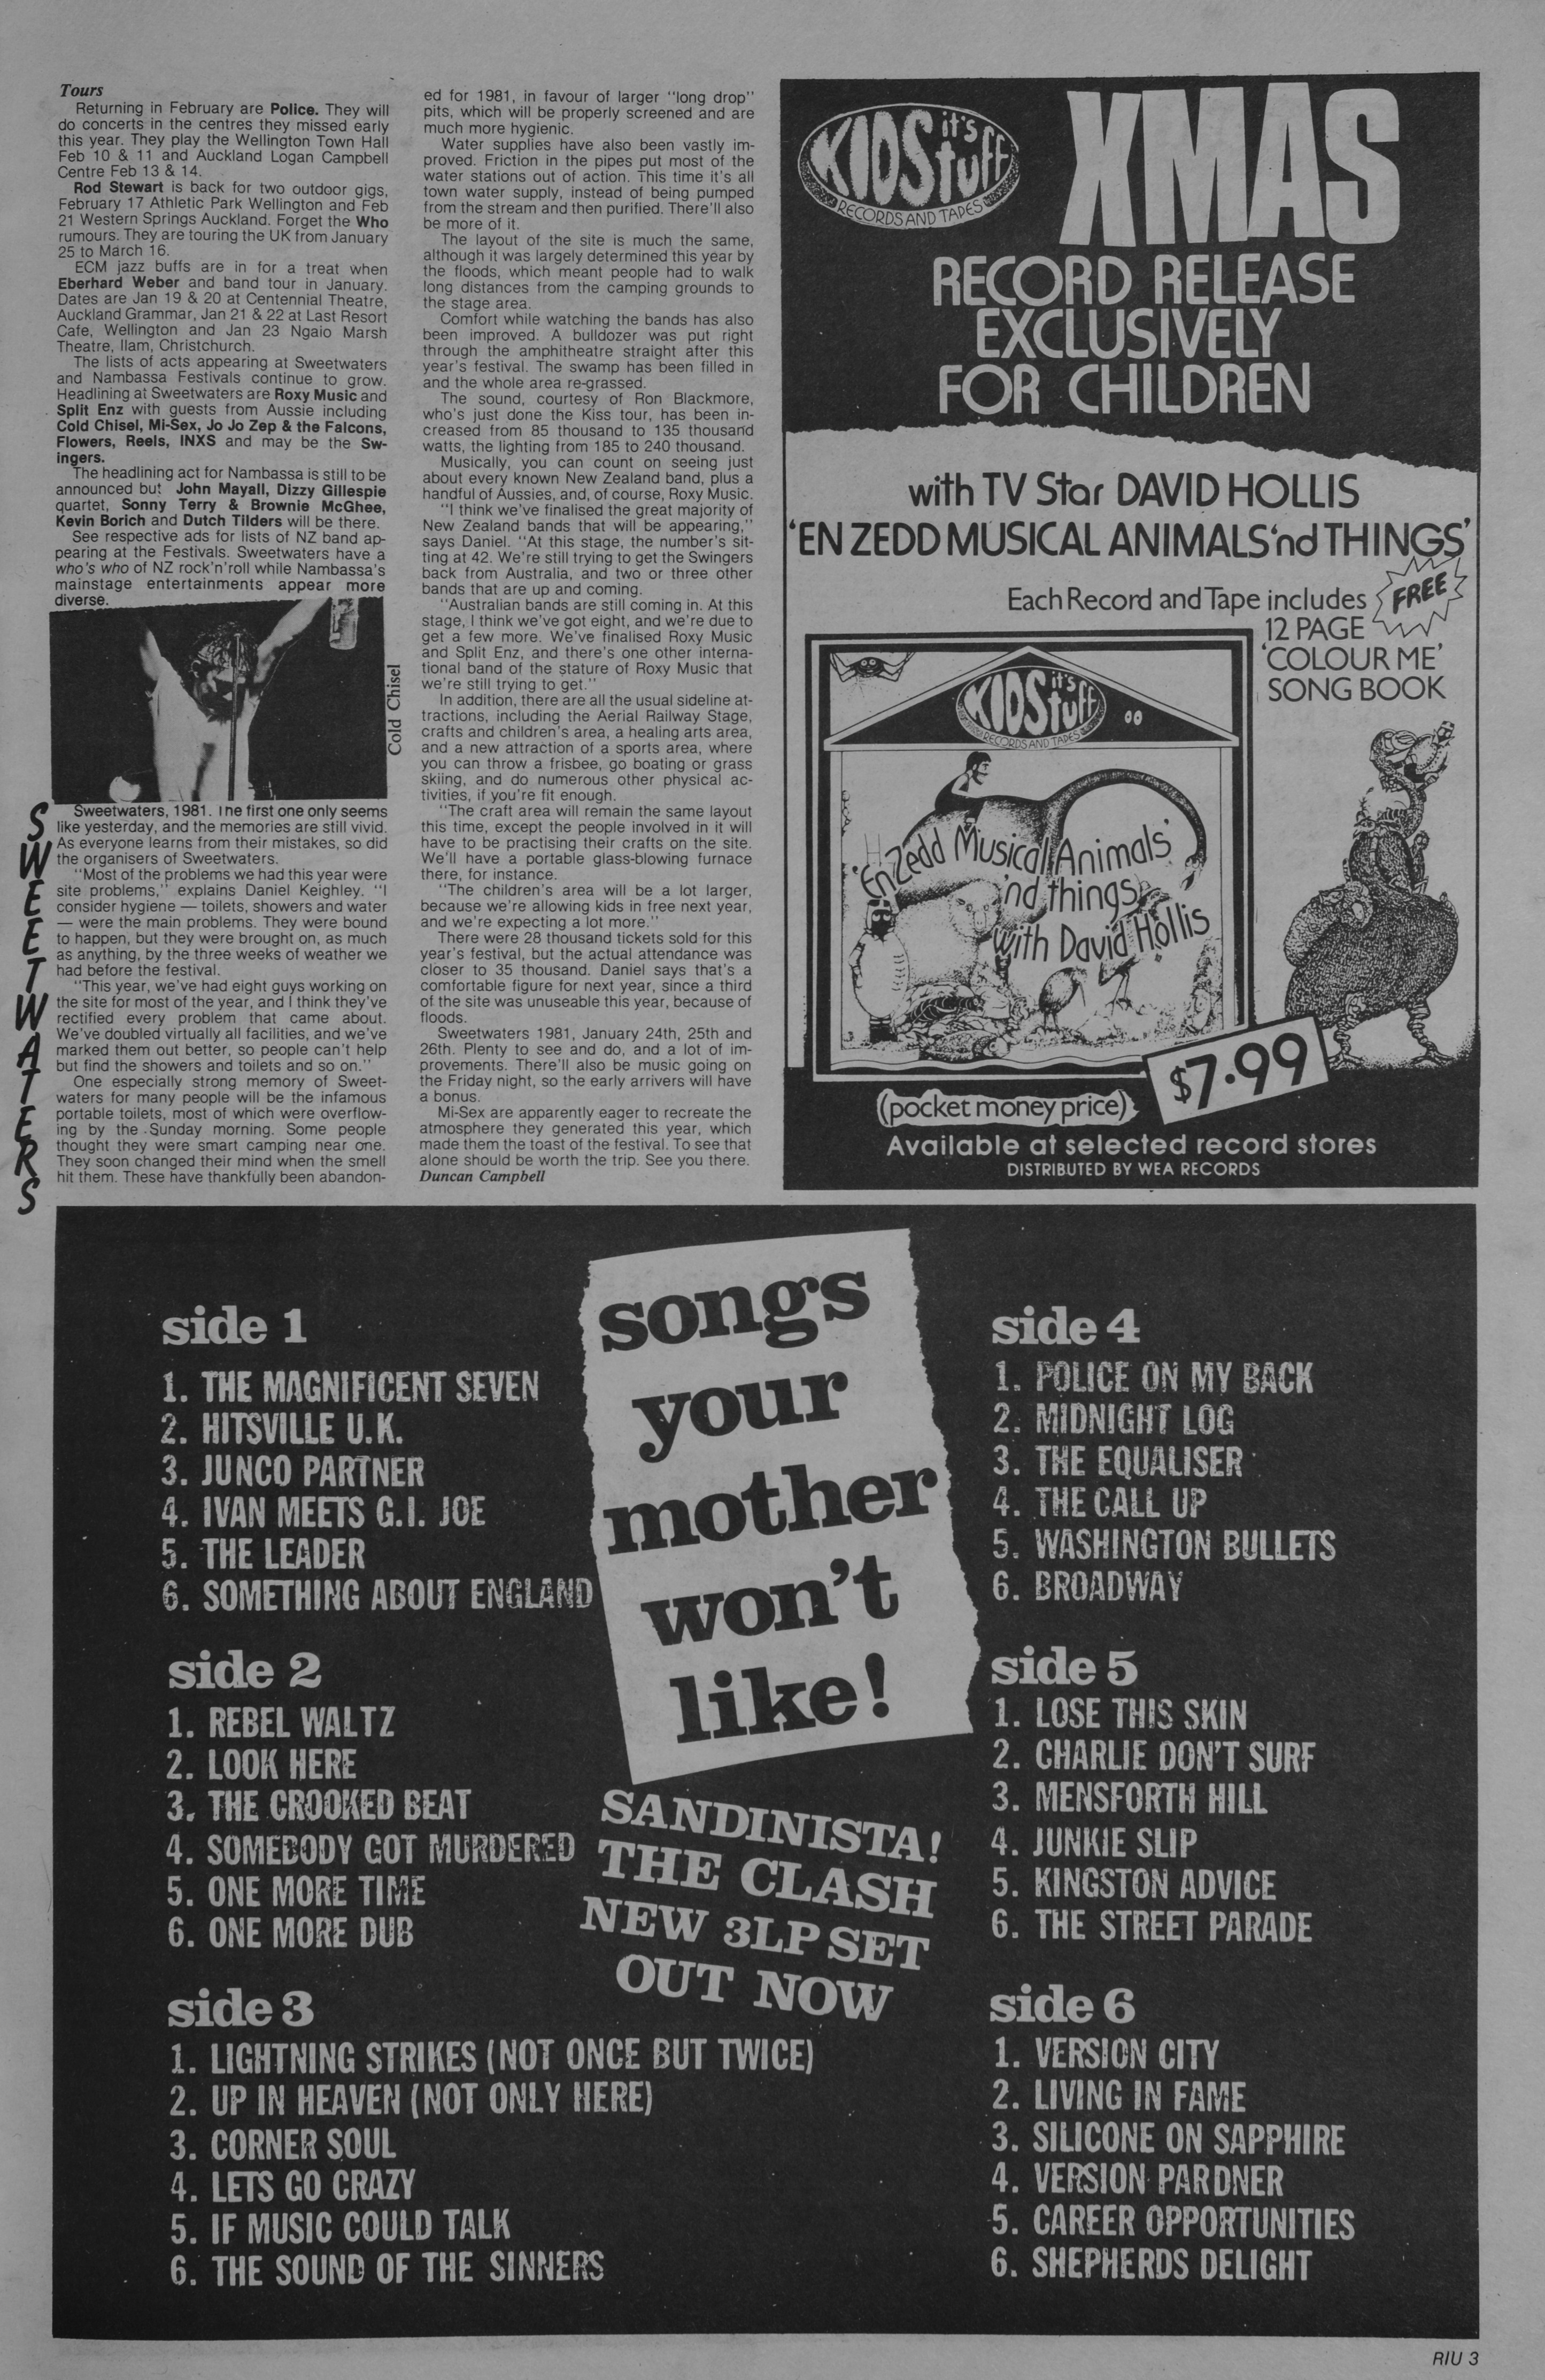 Tours
Returning in February are Police. They will
do concerts in the centres they missed early
this year. They play the Wellington Town Hall
Feb 10 & 11 and Auckland Logan Campbell
Centre Feb 13 & 14.
Rod Stewart is back for two outdoor gigs,
February 17 Athletic Park Wellington and Feb
21 Western Springs Auckland. Forget the Who
rumours. They are touring the UK from January
25 to March 16.
ECM jazz buffs are in for a treat when
Eberhard Weber and band tour in January.
Dates are Jan 19 & 20 at Centennial Theatre,
Auckland Grammar, Jan 21 & 22 at Last Resort
Cafe, Wellington and Jan 23 Ngaio Marsh
Theatre, Ilam, Christchurch.
The lists of acts appearing at Sweetwaters
and Nambassa Festivals continue to grow.
Headlining at Sweetwaters are Roxy Music and
Split Enz with guests from Aussie including
Cold Chisel, Mi-Sex, Jo Jo Zep & the Falcons,
Flowers, Reels, INXS and may be the Sw-
ingers.
The headlining act for Nambassa is still to be
announced but John Mayall, Dizzy Gillespie
quartet, Sonny Terry & Brownie McGhee,
Kevin Borich and Dutch Tilders will be there.
See respective ads for lists of NZ band ap-
pearing at the Festivals. Sweetwaters have a
who's who of NZ rock'n'roll while Nambassa's
mainstage entertainments appear more
diverse.
Cold Chisel
SWEETWATERS
Sweetwaters, 1981. The first one only seems
like yesterday, and the memories are still vivid.
As everyone learns from their mistakes, so did
the organisers of Sweetwaters.
"Most of the problems we had this year were
site problems," explains Daniel Keighley. "I
consider hygiene — toilets, showers and water
— were the main problems. They were bound
to happen, but they were brought on, as much
as anything, by the three weeks of weather we
had before the festival.
"This year, we've had eight guys working on
the site for most of the year, and I think they've
rectified every problem that came about.
We've doubled virtually all facilities, and we've
marked them out better, so people can't help
but find the showers and toilets and so on."
One especially strong memory of Sweet-
waters for many people will be the infamous
portable toilets, most of which were overflow-
ing by the Sunday morning. Some people
thought they were smart camping near one.
They soon changed their mind when the smell
hit them. These have thankfully been abandon-
ed for 1981, in favour of larger "long drop"
pits, which will be properly screened and are
much more hygienic.
Water supplies have also been vastly im-
proved. Friction in the pipes put most of the
water stations out of action. This time it's all
town water supply, instead of being pumped
from the stream and then purified. There'll also
be more of it.
The layout of the site is much the same,
although it was largely determined this year by
the floods, which meant people had to walk
long distances from the camping grounds to
the stage area.
Comfort while watching the bands has also
been improved. A bulldozer was put right
through the amphitheatre straight after this
year's festival. The swamp has been filled in
and the whole area re-grassed.
The sound, courtesy of Ron Blackmore,
who's just done the Kiss tour, has been in-
creased from 85 thousand to 135 thousand
watts, the lighting from 185 to 240 thousand.
Musically, you can count on seeing just
about every known New Zealand band, plus a
handful of Aussies, and, of course, Roxy Music.
"I think we've finalised the great majority of
New Zealand bands that will be appearing,"
says Daniel. "At this stage, the number's sit-
ting at 42. We're still trying to get the Swingers
back from Australia, and two or three other
bands that are up and coming.
"Australian bands are still coming in. At this
stage, I think we've got eight, and we're due to
get a few more. We've finalised Roxy Music
and Split Enz, and there's one other interna-
tional band of the stature of Roxy Music that
we're still trying to get."
In addition, there are all the usual sideline at-
tractions, including the Aerial Railway Stage,
crafts and children's area, a healing arts area,
and a new attraction of a sports area, where
you can throw a frisbee, go boating or grass
skiing, and do numerous other physical ac-
tivities, if you're fit enough.
"The craft area will remain the same layout
this time, except the people involved in it will
have to be practising their crafts on the site.
We'll have a portable glass-blowing furnace
there, for instance.
"The children's area will be a lot larger,
because we're allowing kids in free next year,
and we're expecting a lot more."
There were 28 thousand tickets sold for this
year's festival, but the actual attendance was
closer to 35 thousand. Daniel says that's a
comfortable figure for next year, since a third
of the site was unuseable this year, because of
floods.
Sweetwaters 1981, January 24th, 25th and
26th. Plenty to see and do, and a lot of im-
provements. There'll also be music going on
the Friday night, so the early arrivers will have
a bonus.
Mi-Sex are apparently eager to recreate the
atmosphere they generated this year, which
made them the toast of the festival. To see that
alone should be worth the trip. See you there.
Duncan Campbell
KIDS it's Stuff
RECORDS AND TAPES
XMAS
RECORD RELEASE
EXCLUSIVELY
FOR CHILDREN
with TV Star DAVID HOLLIS
'EN ZEDD MUSICAL ANIMALS 'nd THINGS'
Each Record and Tape includes FREE
12 PAGE
'COLOUR ME'
SONG BOOK
KIDS it's Stuff
RECORDS AND TAPES
'En Zedd Musical Animals'
'nd things
with David Hollis
$7.99
(pocket money price)
Available at selected record stores
DISTRIBUTED BY WEA RECORDS
songs
your
mother
won't
like!
SANDINISTA!
THE CLASH
NEW 3LP SET
OUT NOW
side 1
1. THE MAGNIFICENT SEVEN
2. HITSVILLE U.K.
3. JUNCO PARTNER
4. IVAN MEETS G.I. JOE
5. THE LEADER
6. SOMETHING ABOUT ENGLAND
side 2
1. REBEL WALTZ
2. LOOK HERE
3. THE CROOKED BEAT
4. SOMEBODY GOT MURDERED
5. ONE MORE TIME
6. ONE MORE DUB
side 3
1. LIGHTNING STRIKES (NOT ONCE BUT TWICE)
2. UP IN HEAVEN (NOT ONLY HERE)
3. CORNER SOUL
4. LETS GO CRAZY
5. IF MUSIC COULD TALK
6. THE SOUND OF THE SINNERS
side 4
1. POLICE ON MY BACK
2. MIDNIGHT LOG
3. THE EQUALISER
4. THE CALL UP
5. WASHINGTON BULLETS
6. BROADWAY
side 5
1. LOSE THIS SKIN
2. CHARLIE DON'T SURF
3. MENSFORTH HILL
4. JUNKIE SLIP
5. KINGSTON ADVICE
6. THE STREET PARADE
side 6
1. VERSION CITY
2. LIVING IN FAME
3. SILICONE ON SAPPHIRE
4. VERSION PARDNER
5. CAREER OPPORTUNITIES
6. SHEPHERDS DELIGHT
RIU 3